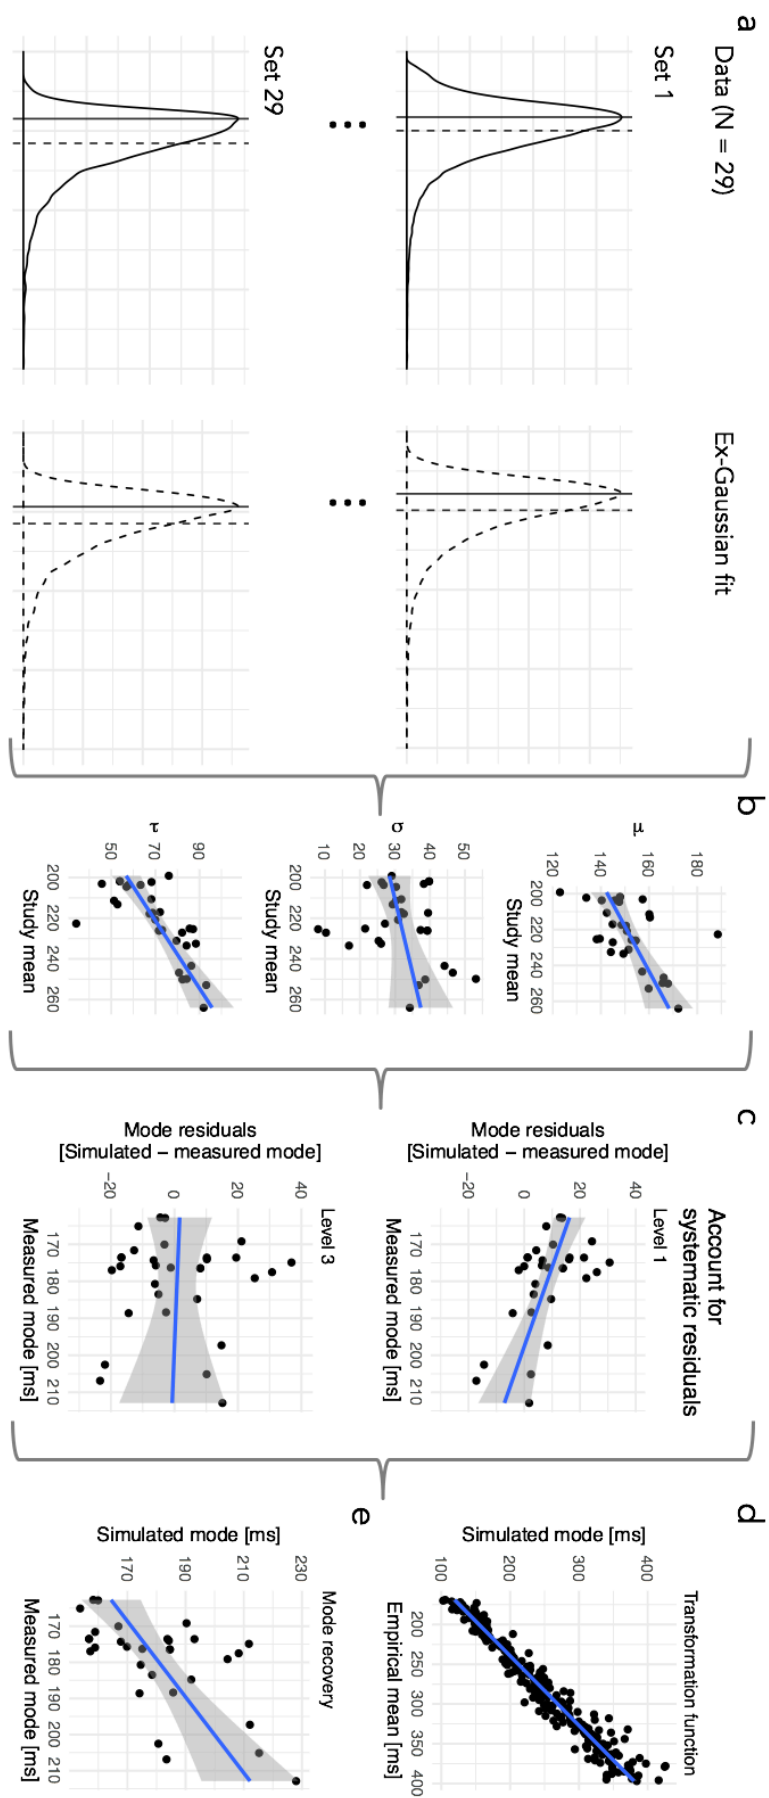 a
Data (N = 29)
Ex-Gaussian fit
Set 1
...
...
Set 29
b
μ
120
140
160
180
200
220
240
260
Study mean
σ
10
20
30
40
50
200
220
240
260
Study mean
τ
50
70
90
200
220
240
260
Study mean
c
Account for
systematic residuals
Level 1
Mode residuals
[Simulated – measured mode]
−20
0
20
40
170
180
190
200
210
Measured mode [ms]
Level 3
Mode residuals
[Simulated – measured mode]
−20
0
20
40
170
180
190
200
210
Measured mode [ms]
d
Transformation function
Simulated mode [ms]
100
200
300
400
200
250
300
350
400
Empirical mean [ms]
e
Mode recovery
Simulated mode [ms]
170
190
210
230
170
180
190
200
210
Measured mode [ms]